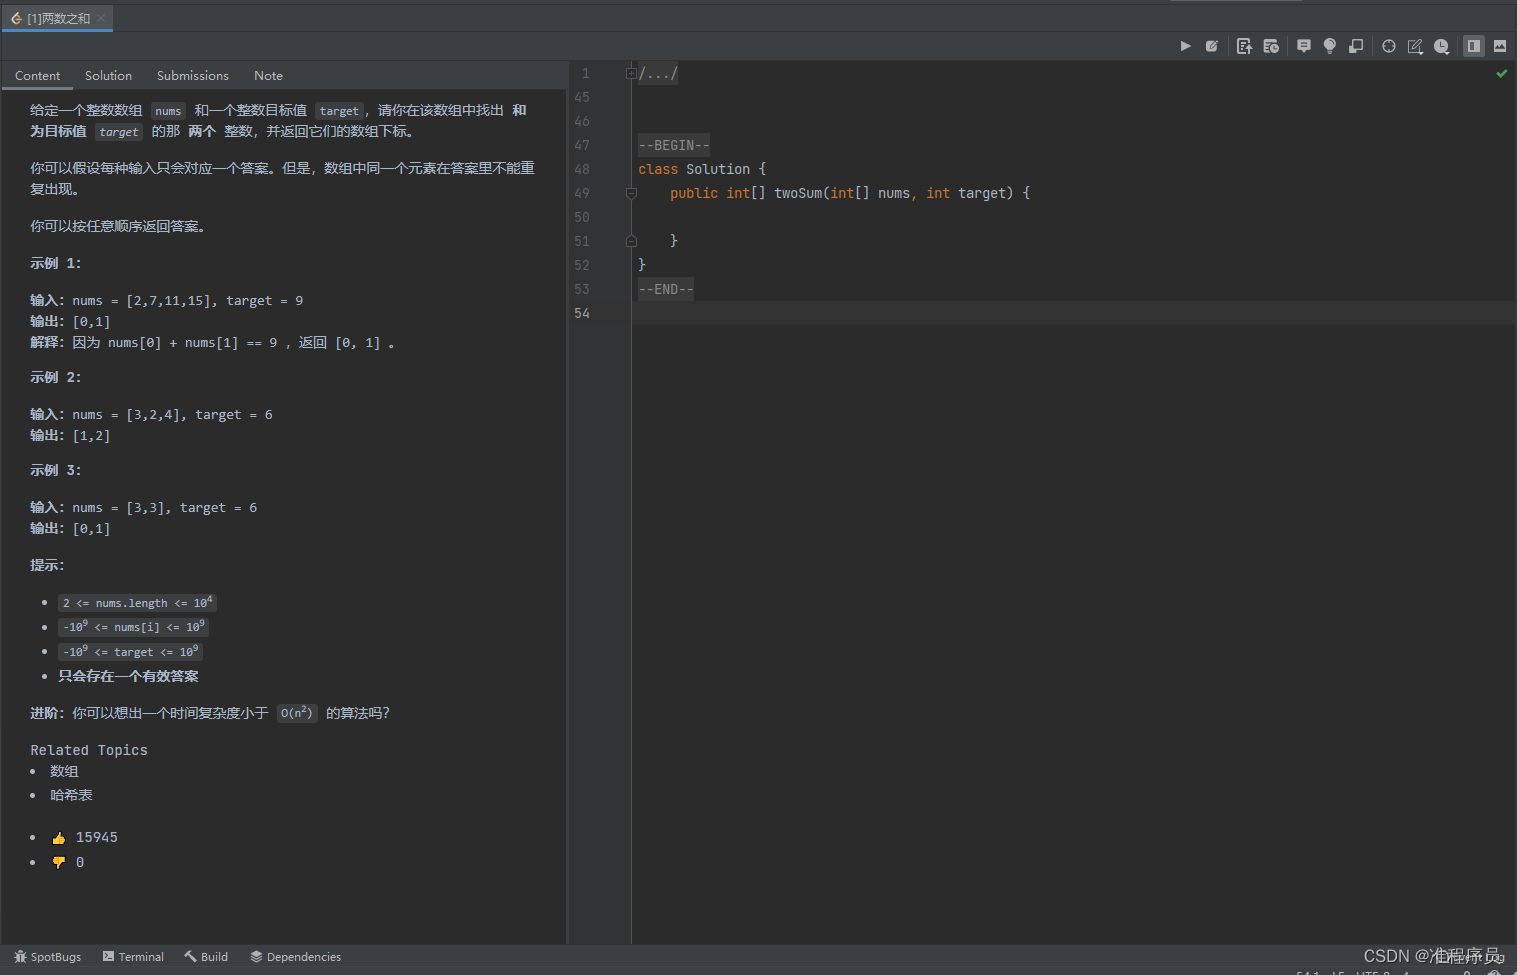 [1]两数之和
Content Solution Submissions Note
给定一个整数数组 nums 和一个整数目标值 target，请你在该数组中找出 和
为目标值 target 的那 两个 整数，并返回它们的数组下标。
你可以假设每种输入只会对应一个答案。但是，数组中同一个元素在答案里不能重
复出现。
你可以按任意顺序返回答案。
示例 1：
输入：nums = [2,7,11,15], target = 9
输出：[0,1]
解释：因为 nums[0] + nums[1] == 9 ，返回 [0, 1] 。
示例 2：
输入：nums = [3,2,4], target = 6
输出：[1,2]
示例 3：
输入：nums = [3,3], target = 6
输出：[0,1]
提示：
2 <= nums.length <= 10⁴
-10⁹ <= nums[i] <= 10⁹
-10⁹ <= target <= 10⁹
只会存在一个有效答案
进阶：你可以想出一个时间复杂度小于 O(n²) 的算法吗？
Related Topics
数组
哈希表
👍 15945
👎 0
1 /.../
45
46
47 --BEGIN--
48 class Solution {
49 public int[] twoSum(int[] nums, int target) {
50
51 }
52 }
53 --END--
54
SpotBugs Terminal Build Dependencies
CSDN @准程序员